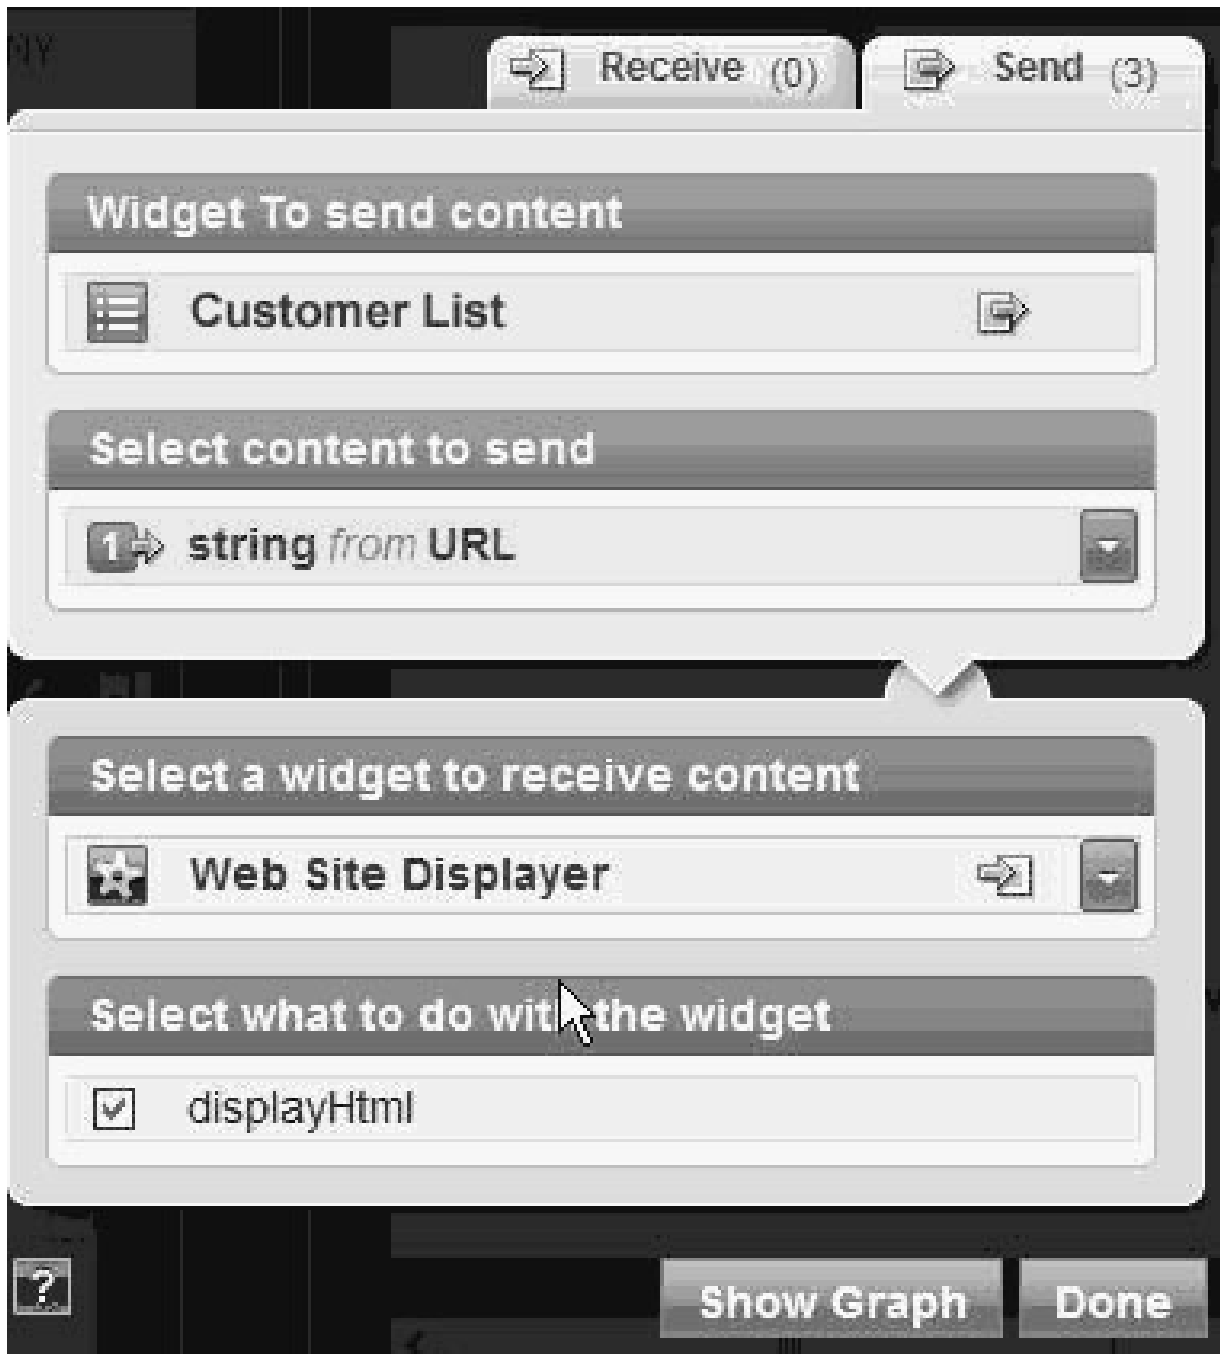 NY
Receive (0)
Send (3)
Widget To send content
Customer List
Select content to send
1 string from URL
Select a widget to receive content
Web Site Displayer
Select what to do with the widget
displayHtml
?
Show Graph
Done